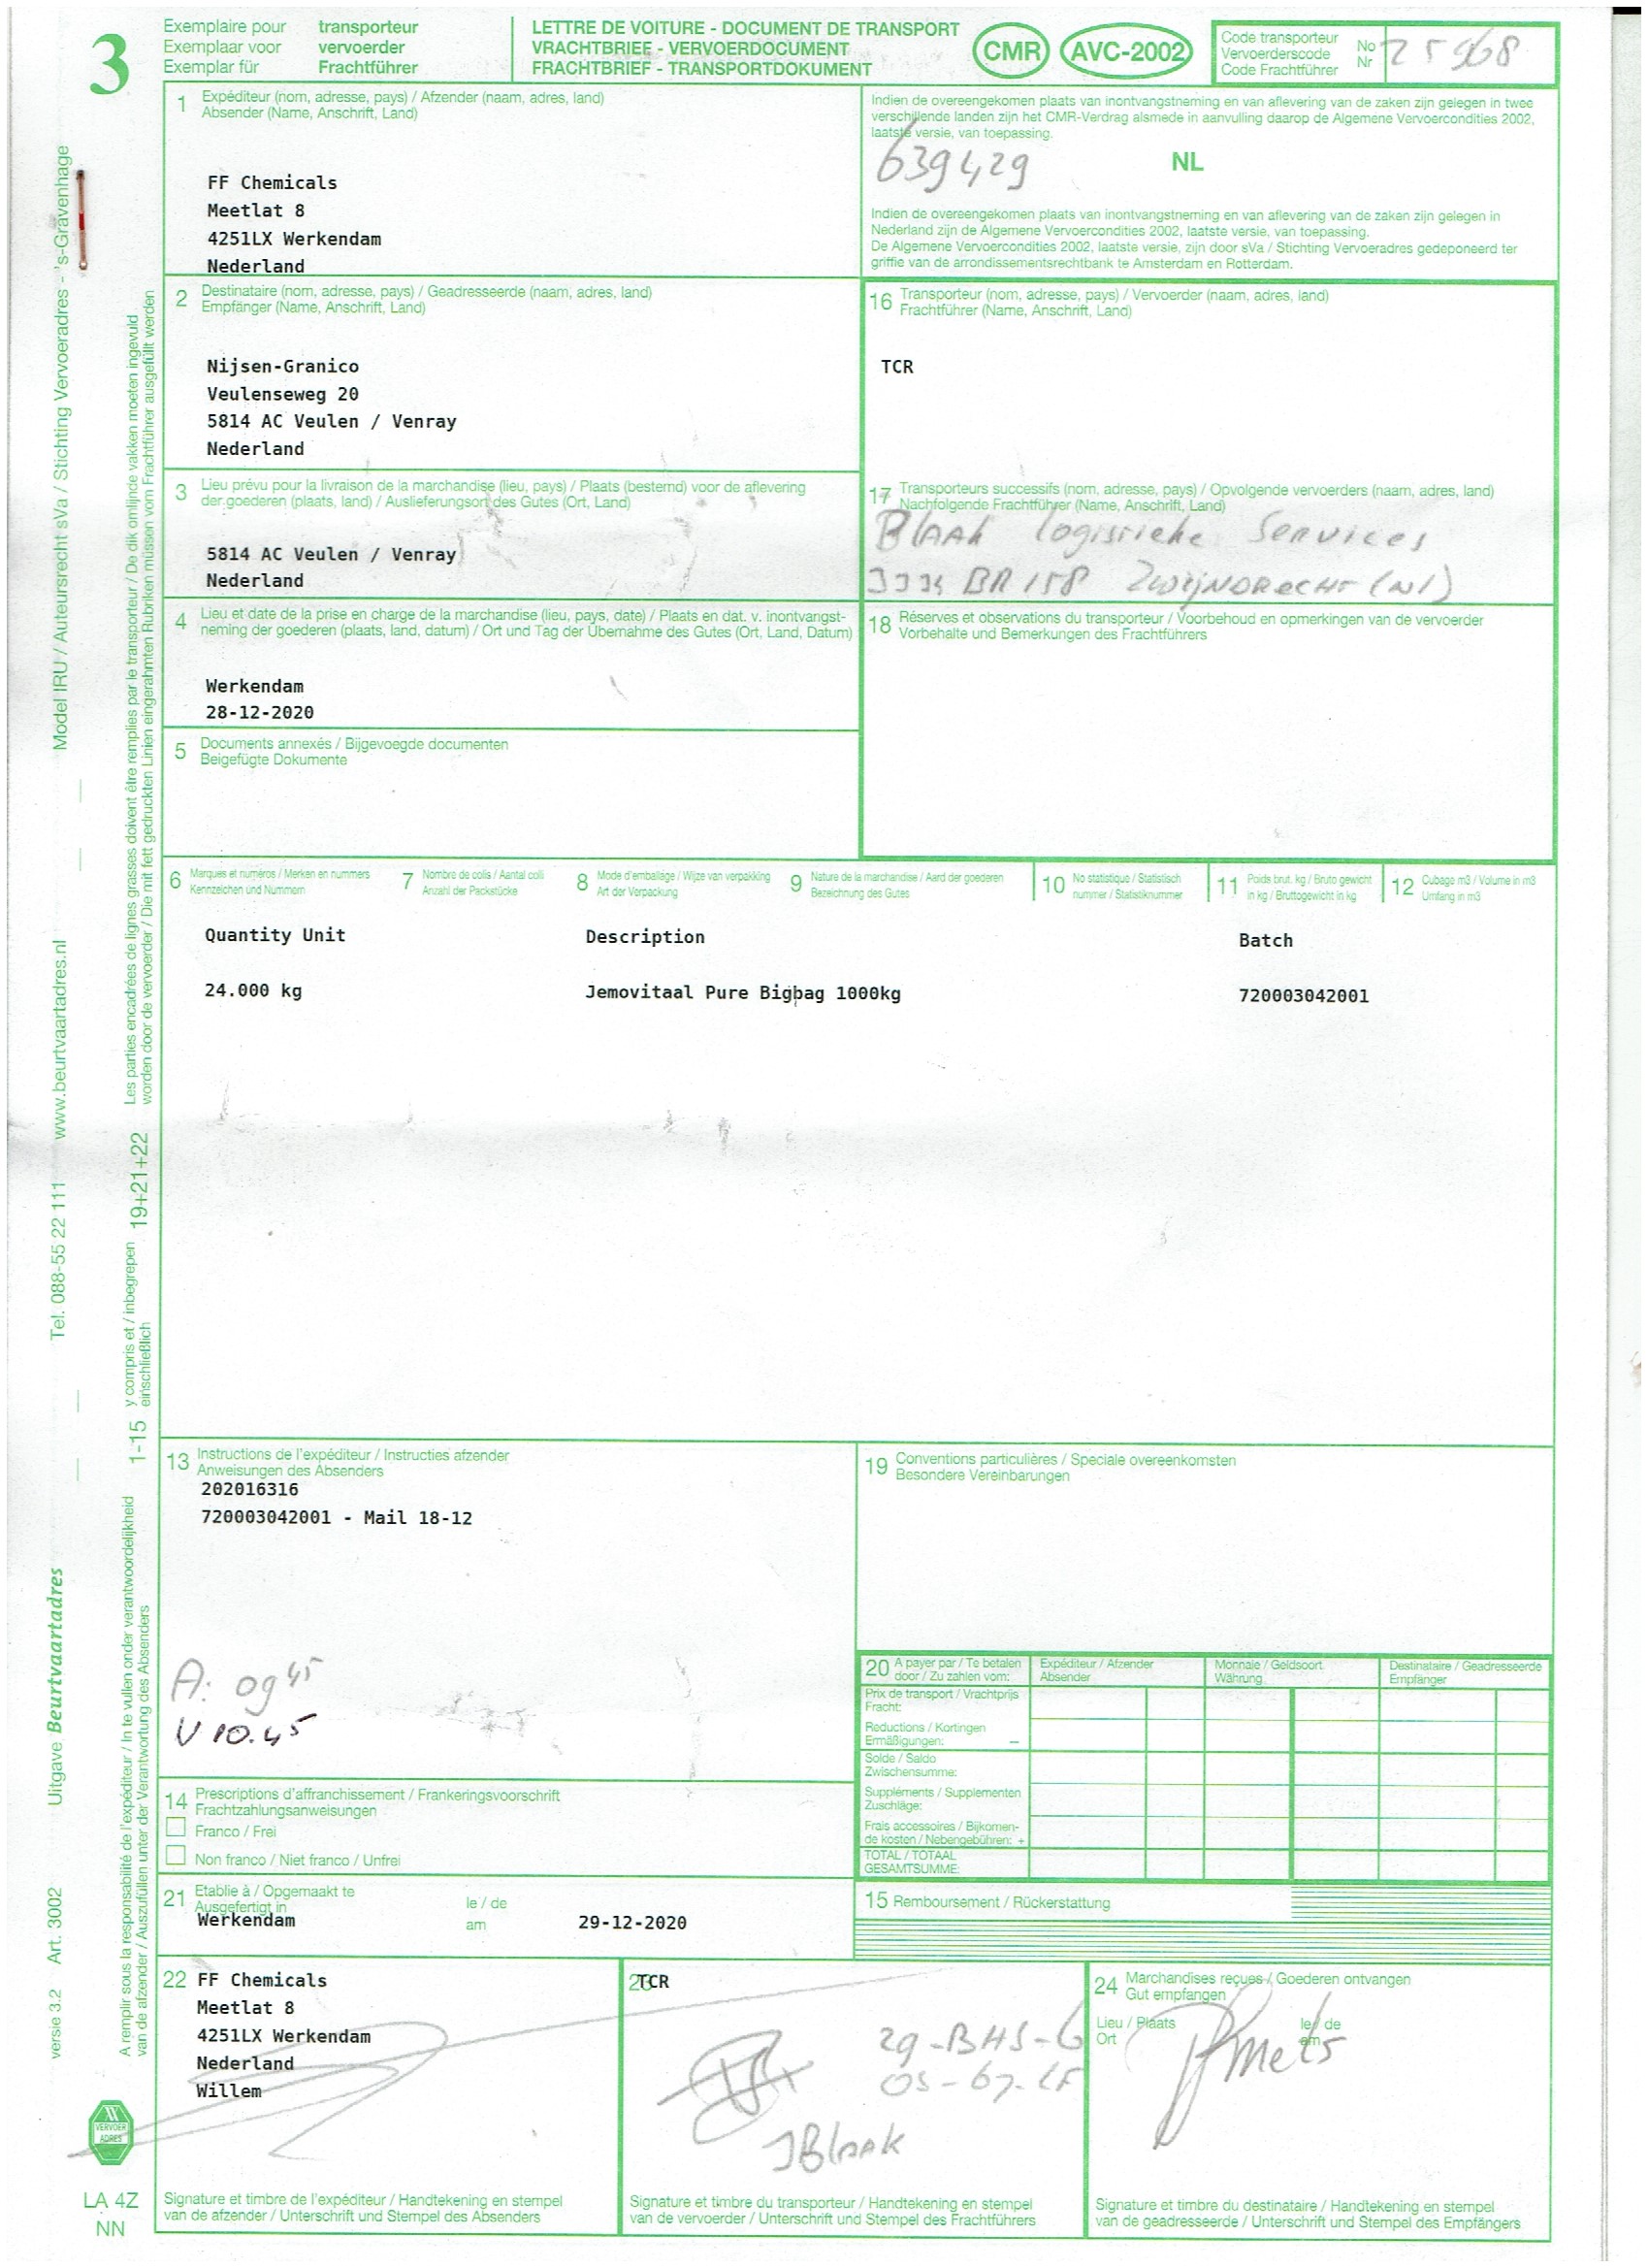 3
Exemplaire pour transporteur
Exemplaar voor vervoerder
Exemplar für Frachtführer
LETTRE DE VOITURE - DOCUMENT DE TRANSPORT
VRACHTBRIEF - VERVOERDOCUMENT
FRACHTBRIEF - TRANSPORTDOKUMENT
CMR
AVC-2002
Code transporteur
Vervoerderscode
Code Frachtführer
No
Nr
25968
1 Expéditeur (nom, adresse, pays) / Afzender (naam, adres, land)
Absender (Name, Anschrift, Land)
FF Chemicals
Meetlat 8
4251LX Werkendam
Nederland
Indien de overeengekomen plaats van inontvangstneming en van aflevering van de zaken zijn gelegen in twee
verschillende landen zijn het CMR-Verdrag alsmede in aanvulling daarop de Algemene Vervoercondities 2002,
laatste versie, van toepassing.
639429
NL
Indien de overeengekomen plaats van inontvangstneming en van aflevering van de zaken zijn gelegen in
Nederland zijn de Algemene Vervoercondities 2002, laatste versie, van toepassing.
De Algemene Vervoercondities 2002, laatste versie, zijn door sVa / Stichting Vervoeradres gedeponeerd ter
griffie van de arrondissementsrechtbank te Amsterdam en Rotterdam.
2 Destinataire (nom, adresse, pays) / Geadresseerde (naam, adres, land)
Empfänger (Name, Anschrift, Land)
Nijsen-Granico
Veulenseweg 20
5814 AC Veulen / Venray
Nederland
16 Transporteur (nom, adresse, pays) / Vervoerder (naam, adres, land)
Frachtführer (Name, Anschrift, Land)
TCR
3 Lieu prévu pour la livraison de la marchandise (lieu, pays) / Plaats (bestemd) voor de aflevering
der goederen (plaats, land) / Auslieferungsort des Gutes (Ort, Land)
5814 AC Veulen / Venray
Nederland
17 Transporteurs successifs (nom, adresse, pays) / Opvolgende vervoerders (naam, adres, land)
Nachfolgende Frachtführer (Name, Anschrift, Land)
Blaak logistieke Services
3334 BR 158 Zwijndrecht (Nl)
4 Lieu et date de la prise en charge de la marchandise (lieu, pays, date) / Plaats en dat. v. inontvangst-
neming der goederen (plaats, land, datum) / Ort und Tag der Übernahme des Gutes (Ort, Land, Datum)
Werkendam
28-12-2020
18 Réserves et observations du transporteur / Voorbehoud en opmerkingen van de vervoerder
Vorbehalte und Bemerkungen des Frachtführers
5 Documents annexés / Bijgevoegde documenten
Beigefügte Dokumente
6 Marques et numéros / Merken en nummers
Kennzeichen und Nummern
7 Nombre de colis / Aantal colli
Anzahl der Packstücke
8 Mode d'emballage / Wijze van verpakking
Art der Verpackung
9 Nature de la marchandise / Aard der goederen
Bezeichnung des Gutes
10 No statistique / Statistisch
nummer / Statistiknummer
11 Poids brut. kg / Bruto gewicht
in kg / Bruttogewicht in kg
12 Cubage m3 / Volume in m3
Umfang in m3
Quantity Unit Description Batch
24.000 kg Jemovitaal Pure Bigbag 1000kg 720003042001
13 Instructions de l'expéditeur / Instructies afzender
Anweisungen des Absenders
202016316
720003042001 - Mail 18-12
A: 09 45
V 10.45
19 Conventions particulières / Speciale overeenkomsten
Besondere Vereinbarungen
20 A payer par / Te betalen
door / Zu zahlen vom:
Expéditeur / Afzender
Absender
Monnaie / Geldsoort
Währung
Destinataire / Geadresseerde
Empfänger
Prix de transport / Vrachtprijs
Fracht:
Reductions / Kortingen
Ermäßigungen: –
Solde / Saldo
Zwischensumme:
Suppléments / Supplementen
Zuschläge:
Frais accessoires / Bijkomen-
de kosten / Nebengebühren: +
TOTAL / TOTAAL
GESAMTSUMME:
14 Prescriptions d'affranchissement / Frankeringsvoorschrift
Frachtzahlungsanweisungen
Franco / Frei
Non franco / Niet franco / Unfrei
21 Etablie à / Opgemaakt te
Ausgefertigt in
Werkendam
le / de
am
29-12-2020
15 Remboursement / Rückerstattung
22 FF Chemicals
Meetlat 8
4251LX Werkendam
Nederland
Willem
Signature et timbre de l'expéditeur / Handtekening en stempel
van de afzender / Unterschrift und Stempel des Absenders
23 TCR
29-BHS-6
JBlaak
Signature et timbre du transporteur / Handtekening en stempel
van de vervoerder / Unterschrift und Stempel des Frachtführers
24 Marchandises reçues / Goederen ontvangen
Gut empfangen
Lieu / Plaats
Ort
le / de
am
Signature et timbre du destinataire / Handtekening en stempel
van de geadresseerde / Unterschrift und Stempel des Empfängers
Model IRU / Auteursrecht sVa / Stichting Vervoeradres - 's-Gravenhage
www.beurtvaartadres.nl
Tel. 088-55 22 111
Uitgave Beurtvaartadres
Art. 3002
versie 3.2
Les parties encadrées de lignes grasses doivent être remplies par le transporteur / De dik omlijnde vakken moeten ingevuld
worden door de vervoerder / Die mit fett gedruckten Linien eingerahmten Rubriken müssen vom Frachtführer ausgefüllt werden
19+21+22
y compris et / inbegrepen
einschließlich
1-15
A remplir sous la responsabilité de l'expéditeur / In te vullen onder verantwoordelijkheid
van de afzender / Auszufüllen unter der Verantwortung des Absenders
VERVOER
ADRES
LA 4Z
NN